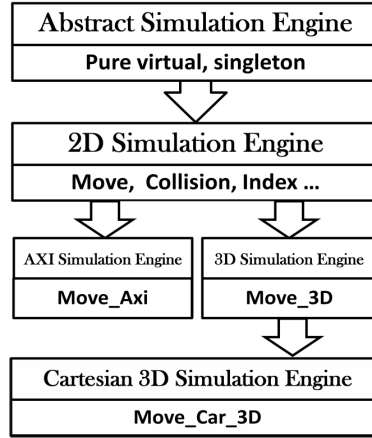 Abstract Simulation Engine
Pure virtual, singleton
2D Simulation Engine
Move, Collision, Index ...
AXI Simulation Engine
3D Simulation Engine
Move_Axi
Move_3D
Cartesian 3D Simulation Engine
Move_Car_3D